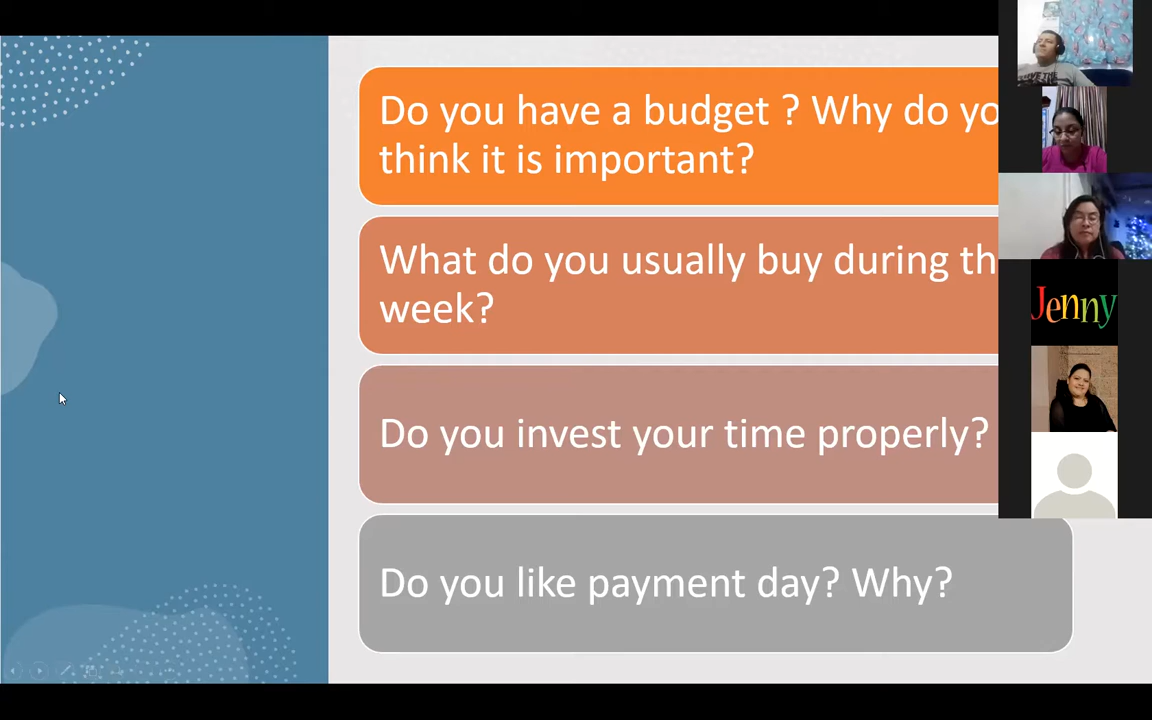 Do you have a budget ? Why do yo
think it is important?
What do you usually buy during th
week?
Do you invest your time properly?
Do you like payment day? Why?
Jenny